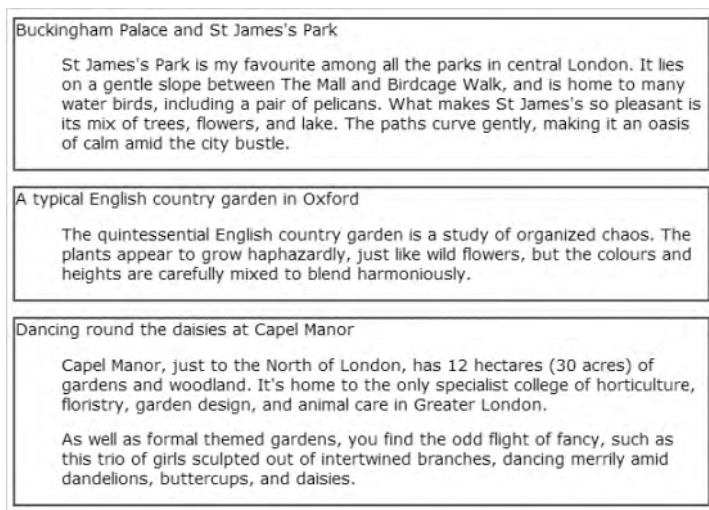 Buckingham Palace and St James's Park
St James's Park is my favourite among all the parks in central London. It lies
on a gentle slope between The Mall and Birdcage Walk, and is home to many
water birds, including a pair of pelicans. What makes St James's so pleasant is
its mix of trees, flowers, and lake. The paths curve gently, making it an oasis
of calm amid the city bustle.
A typical English country garden in Oxford
The quintessential English country garden is a study of organized chaos. The
plants appear to grow haphazardly, just like wild flowers, but the colours and
heights are carefully mixed to blend harmoniously.
Dancing round the daisies at Capel Manor
Capel Manor, just to the North of London, has 12 hectares (30 acres) of
gardens and woodland. It's home to the only specialist college of horticulture,
floristry, garden design, and animal care in Greater London.
As well as formal themed gardens, you find the odd flight of fancy, such as
this trio of girls sculpted out of intertwined branches, dancing merrily amid
dandelions, buttercups, and daisies.